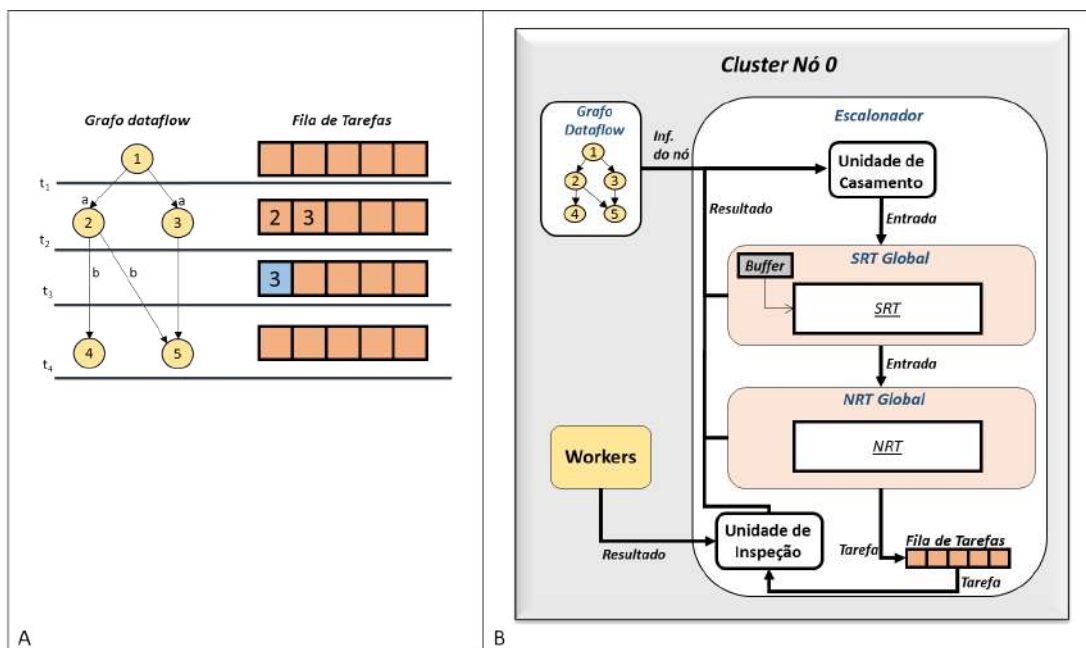 Grafo dataflow
Fila de Tarefas
1
t1
a
a
2
3
2 3
t2
b
b
3
t3
4
5
t4
A
Cluster Nó 0
Grafo
Dataflow
1
2
3
4
5
Inf.
do nó
Escalonador
Unidade de
Casamento
Resultado
Entrada
SRT Global
Buffer
SRT
Entrada
NRT Global
NRT
Workers
Unidade de
Inspeção
Resultado
Tarefa
Fila de Tarefas
Tarefa
B